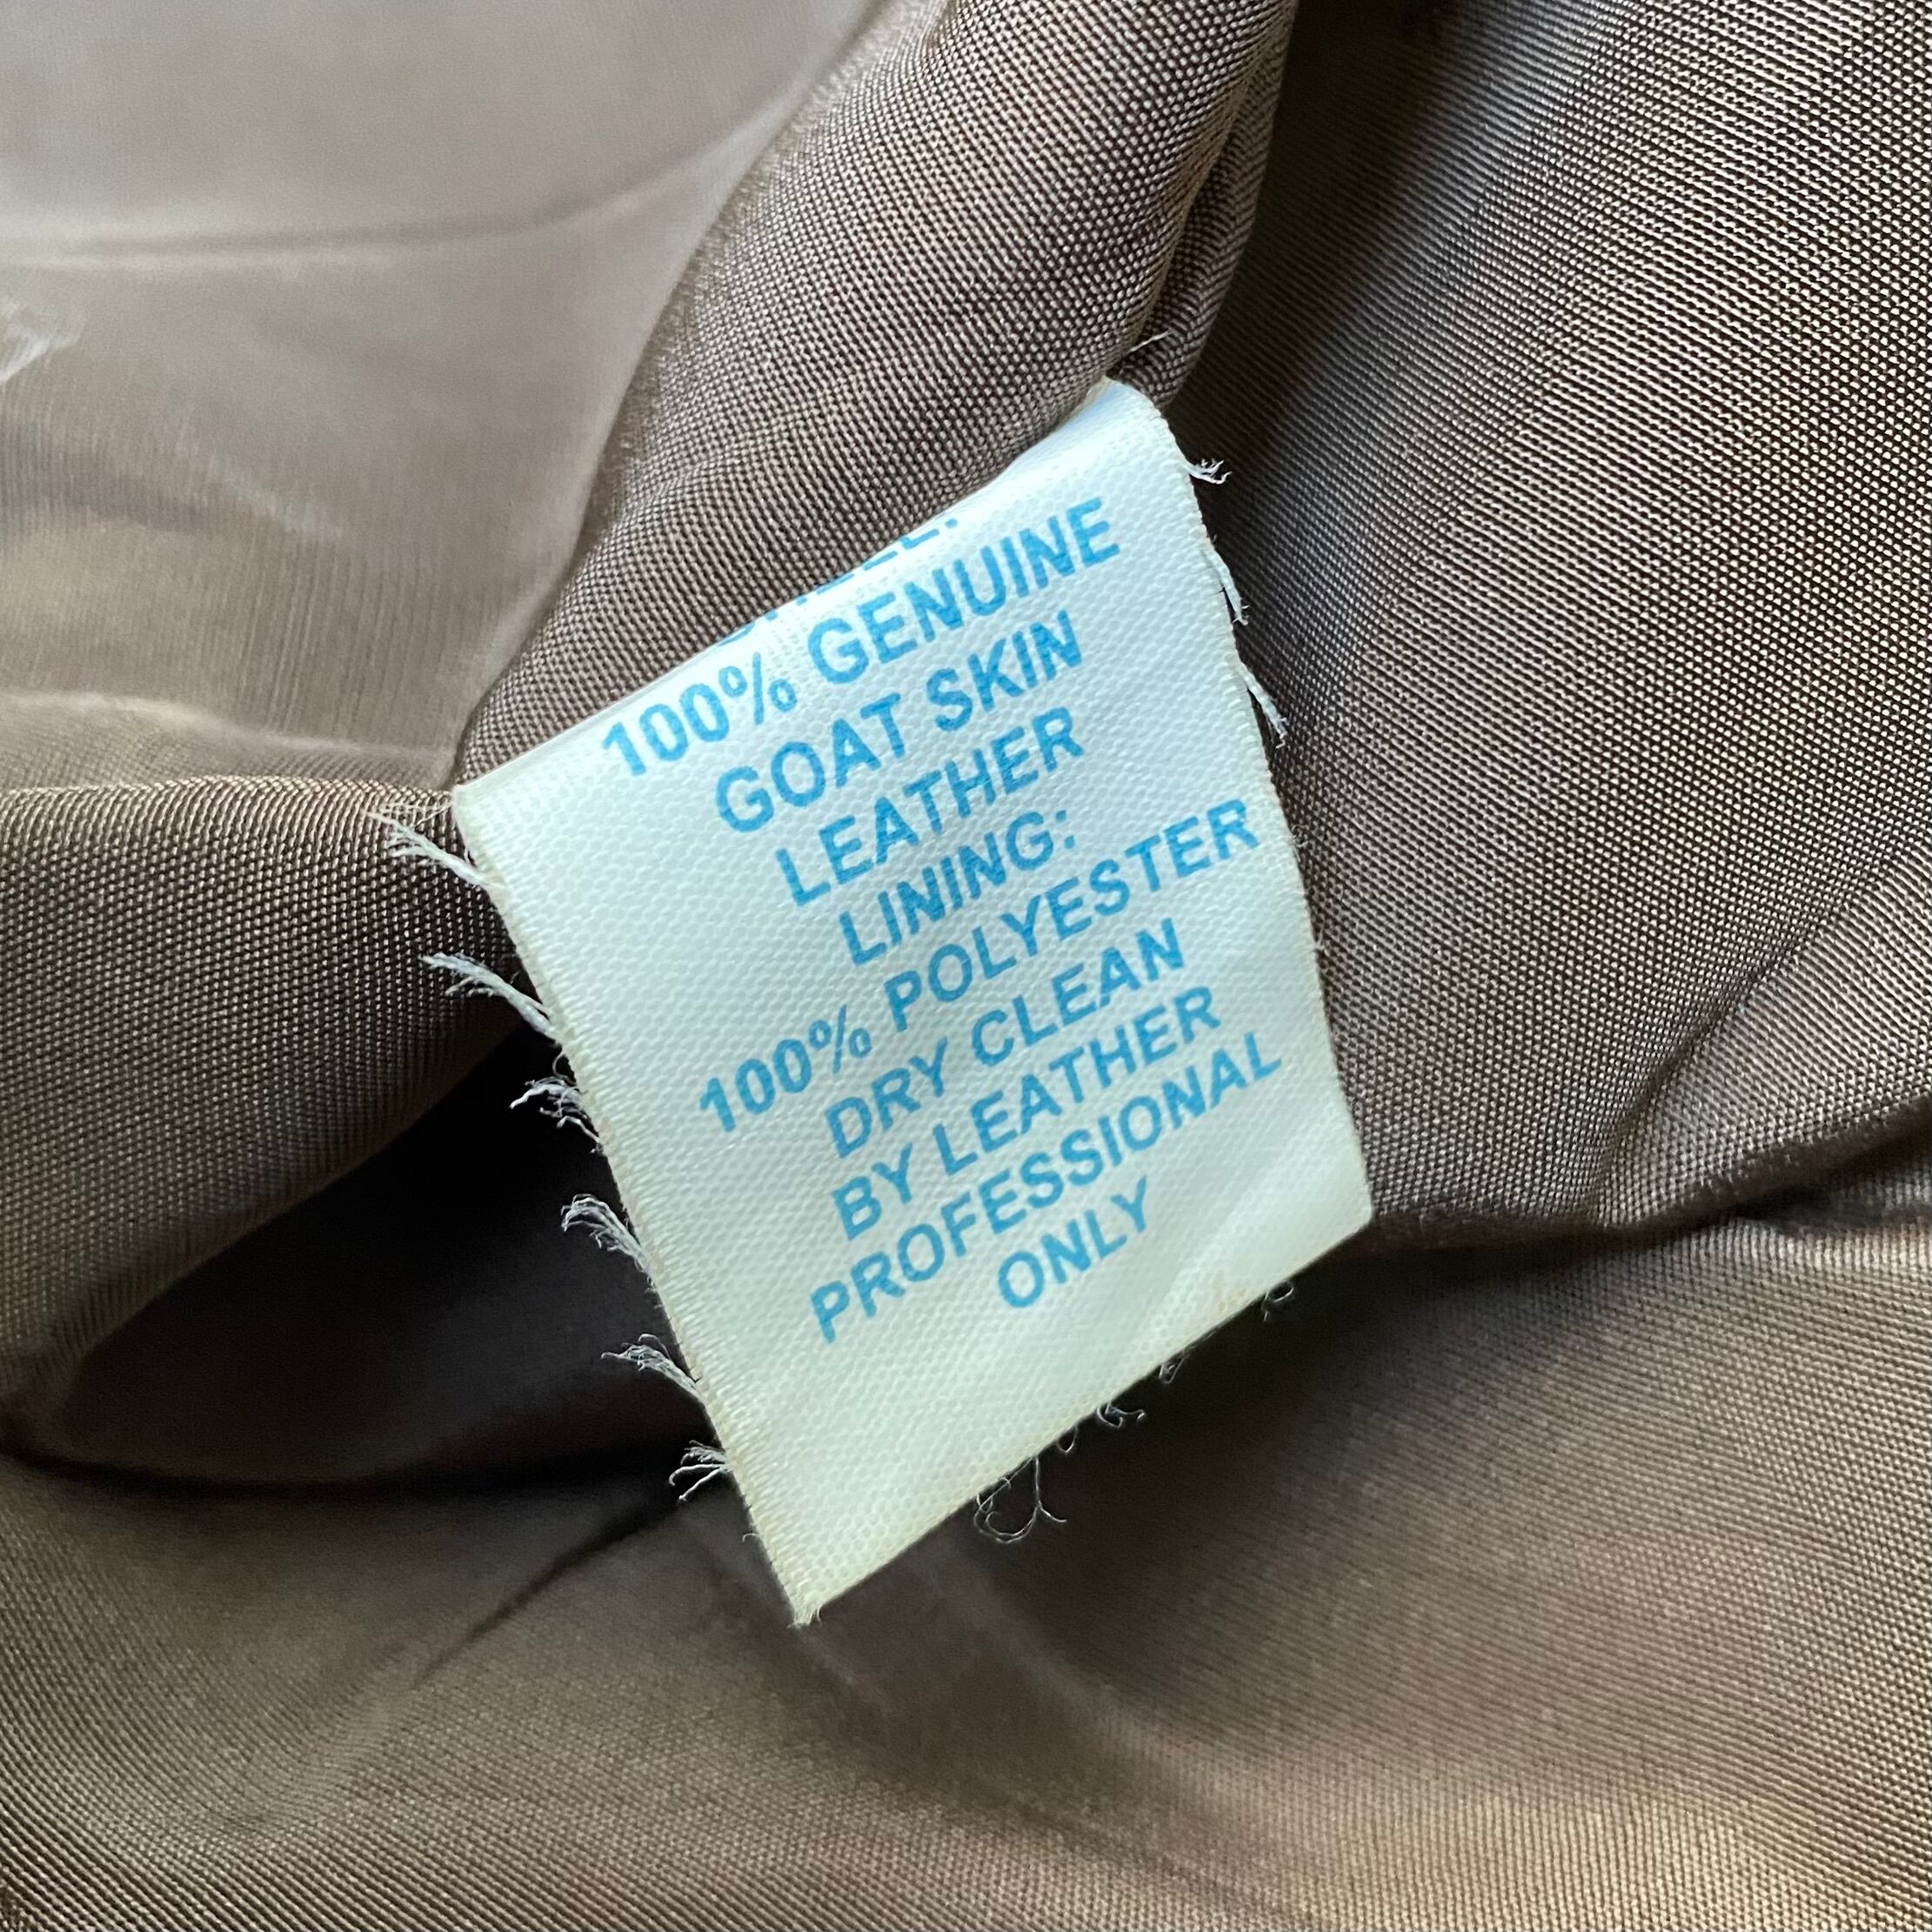 100% GENUINE
GOAT SKIN
LEATHER
LINING:
100% POLYESTER
DRY CLEAN
BY LEATHER
PROFESSIONAL
ONLY